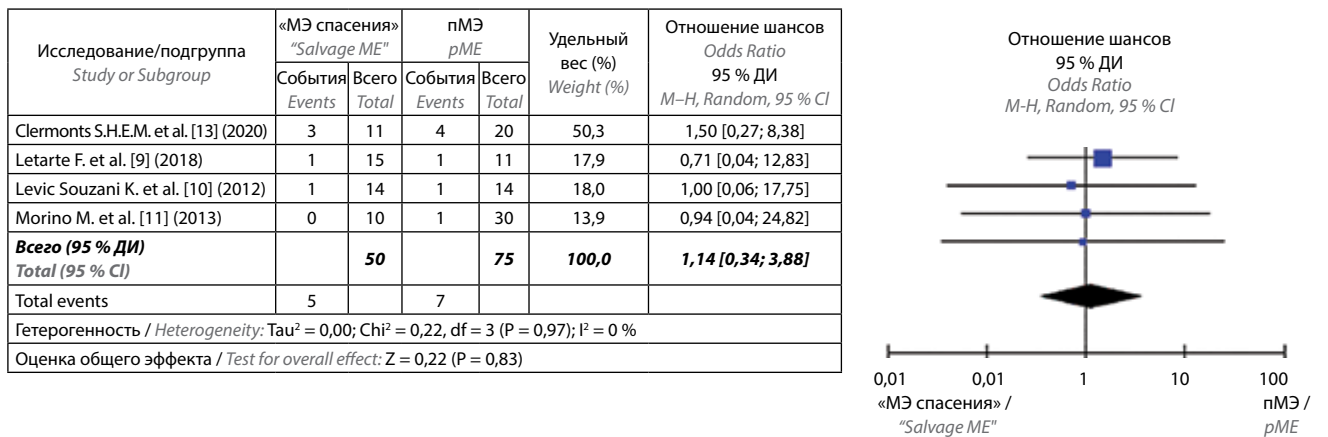 Исследование/подгруппа
Study or Subgroup
«МЭ спасения»
“Salvage ME"
пМЭ
pME
Удельный
вес (%)
Weight (%)
Отношение шансов
Odds Ratio
95 % ДИ
M–H, Random, 95 % Cl
События Всего События Всего
Events Total Events Total
Clermonts S.H.E.M. et al. [13] (2020) 3 11 4 20 50,3 1,50 [0,27; 8,38]
Letarte F. et al. [9] (2018) 1 15 1 11 17,9 0,71 [0,04; 12,83]
Levic Souzani K. et al. [10] (2012) 1 14 1 14 18,0 1,00 [0,06; 17,75]
Morino M. et al. [11] (2013) 0 10 1 30 13,9 0,94 [0,04; 24,82]
Всего (95 % ДИ)
Total (95 % Cl)
50 75 100,0 1,14 [0,34; 3,88]
Total events 5 7
Гетерогенность / Heterogeneity: Tau² = 0,00; Chi² = 0,22, df = 3 (P = 0,97); I² = 0 %
Оценка общего эффекта / Test for overall effect: Z = 0,22 (P = 0,83)
Отношение шансов
95 % ДИ
Odds Ratio
M-H, Random, 95 % Cl
0,01 0,01 1 10 100
«МЭ спасения» /
“Salvage ME"
пМЭ /
pME